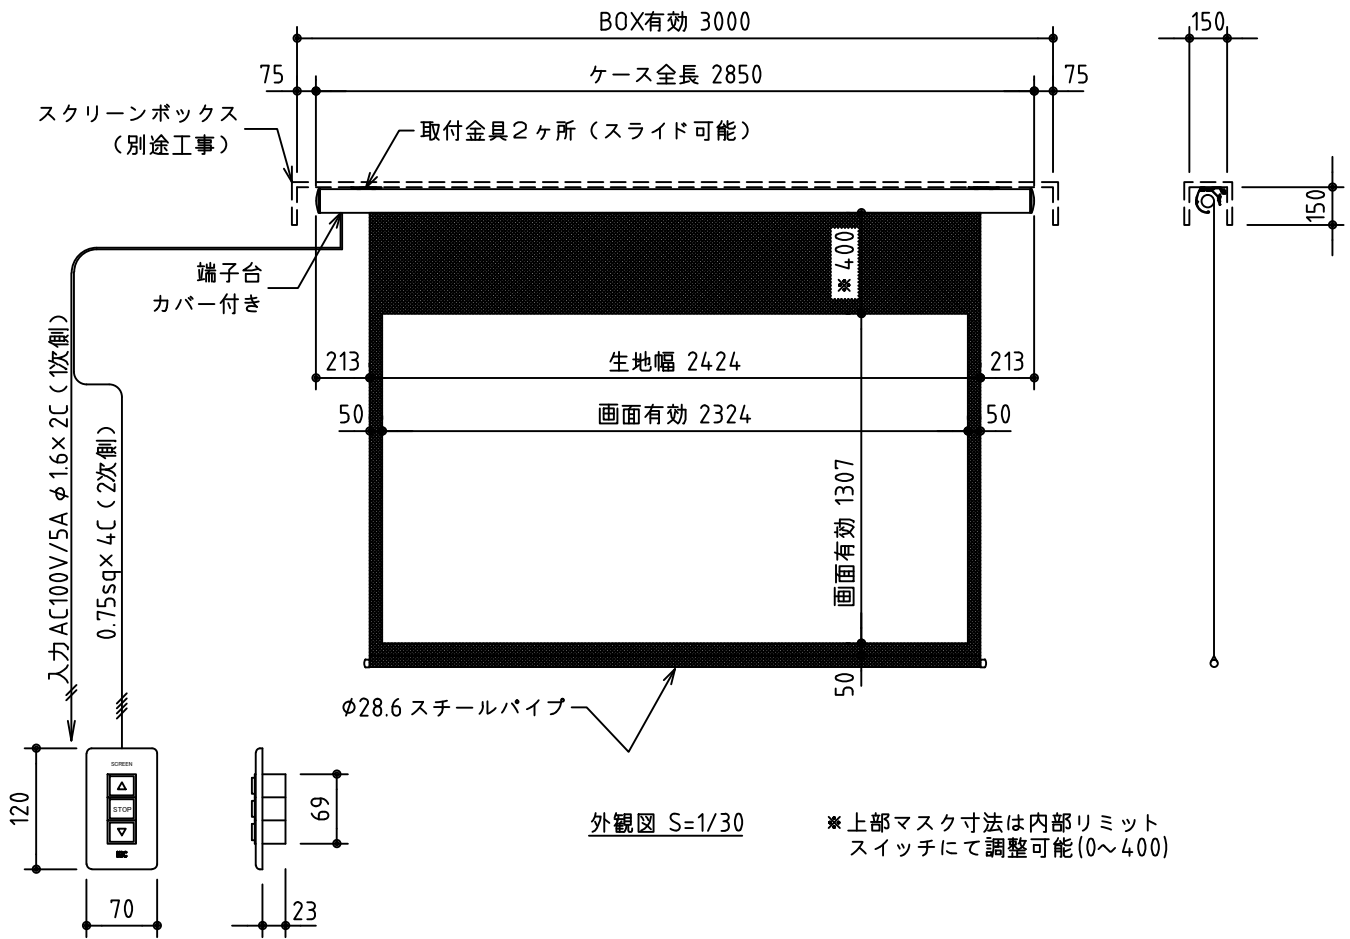 BOX有効 3000
150
75
ケース全長 2850
75
スクリーンボックス
（別途工事）
取付金具２ヶ所（スライド可能）
150
※ 400
端子台
カバー付き
213
生地幅 2424
213
50
画面有効 2324
50
入力 AC100V/5A φ1.6×2C（1次側）
0.75sq×4C（2次側）
画面有効 1307
50
φ28.6 スチールパイプ
120
SCREEN
STOP
69
70
23
外観図 S=1/30
※上部マスク寸法は内部リミット
スイッチにて調整可能(0～400)